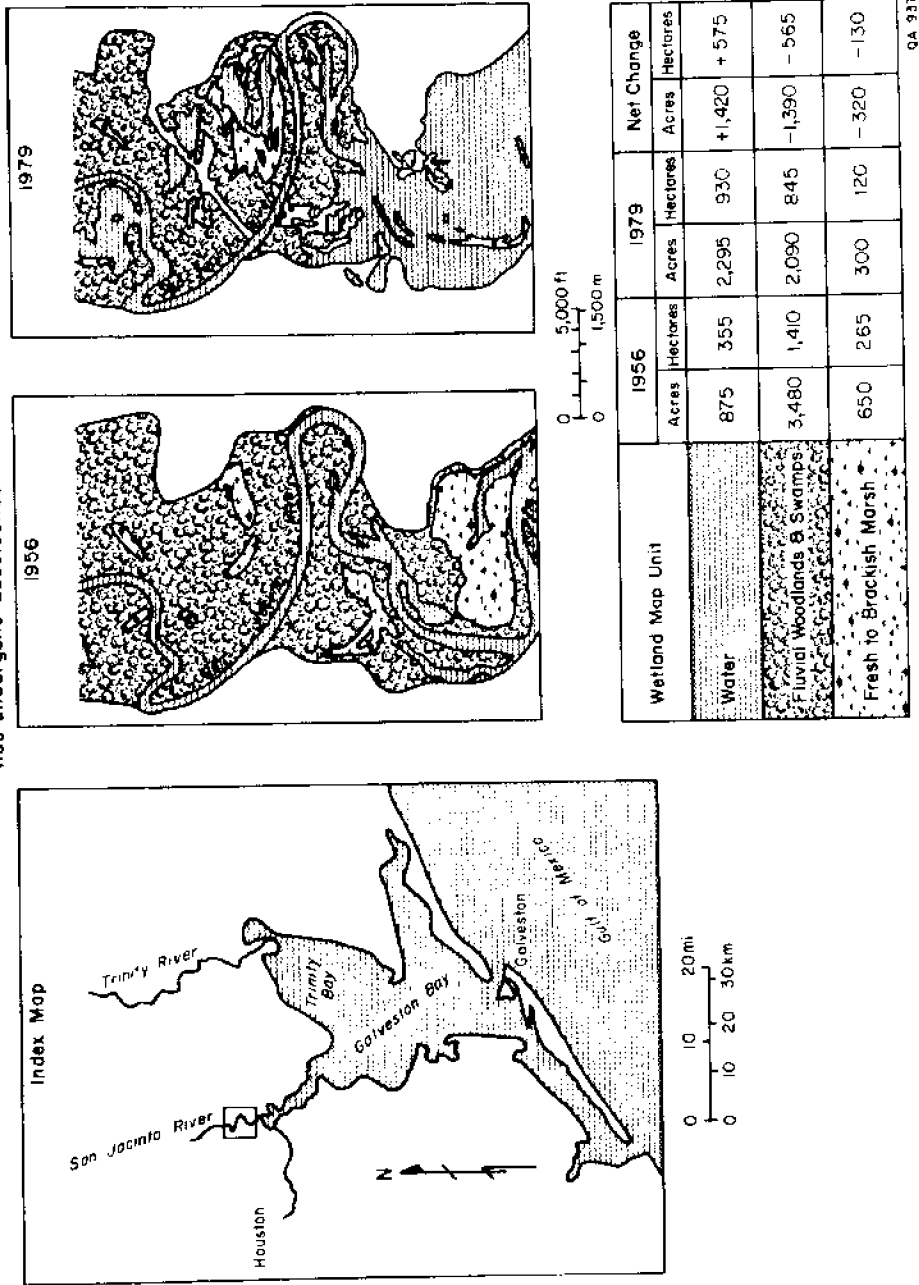 1956
1979
Index Map
San Jacinto River
Trinity River
Houston
Trinity
Bay
Galveston Bay
Galveston
Gulf of Mexico
N
0 10 20 mi
0 10 20 30 km
0 5,000 ft
0 1,500 m
Wetland Map Unit 1956 1979 Net Change
Acres Hectares Acres Hectares Acres Hectares
Water 875 355 2,295 930 +1,420 +575
Fluvial Woodlands & Swamps 3,480 1,410 2,090 845 -1,390 -565
Fresh to Brackish Marsh 650 265 300 120 -320 -130
QA 937